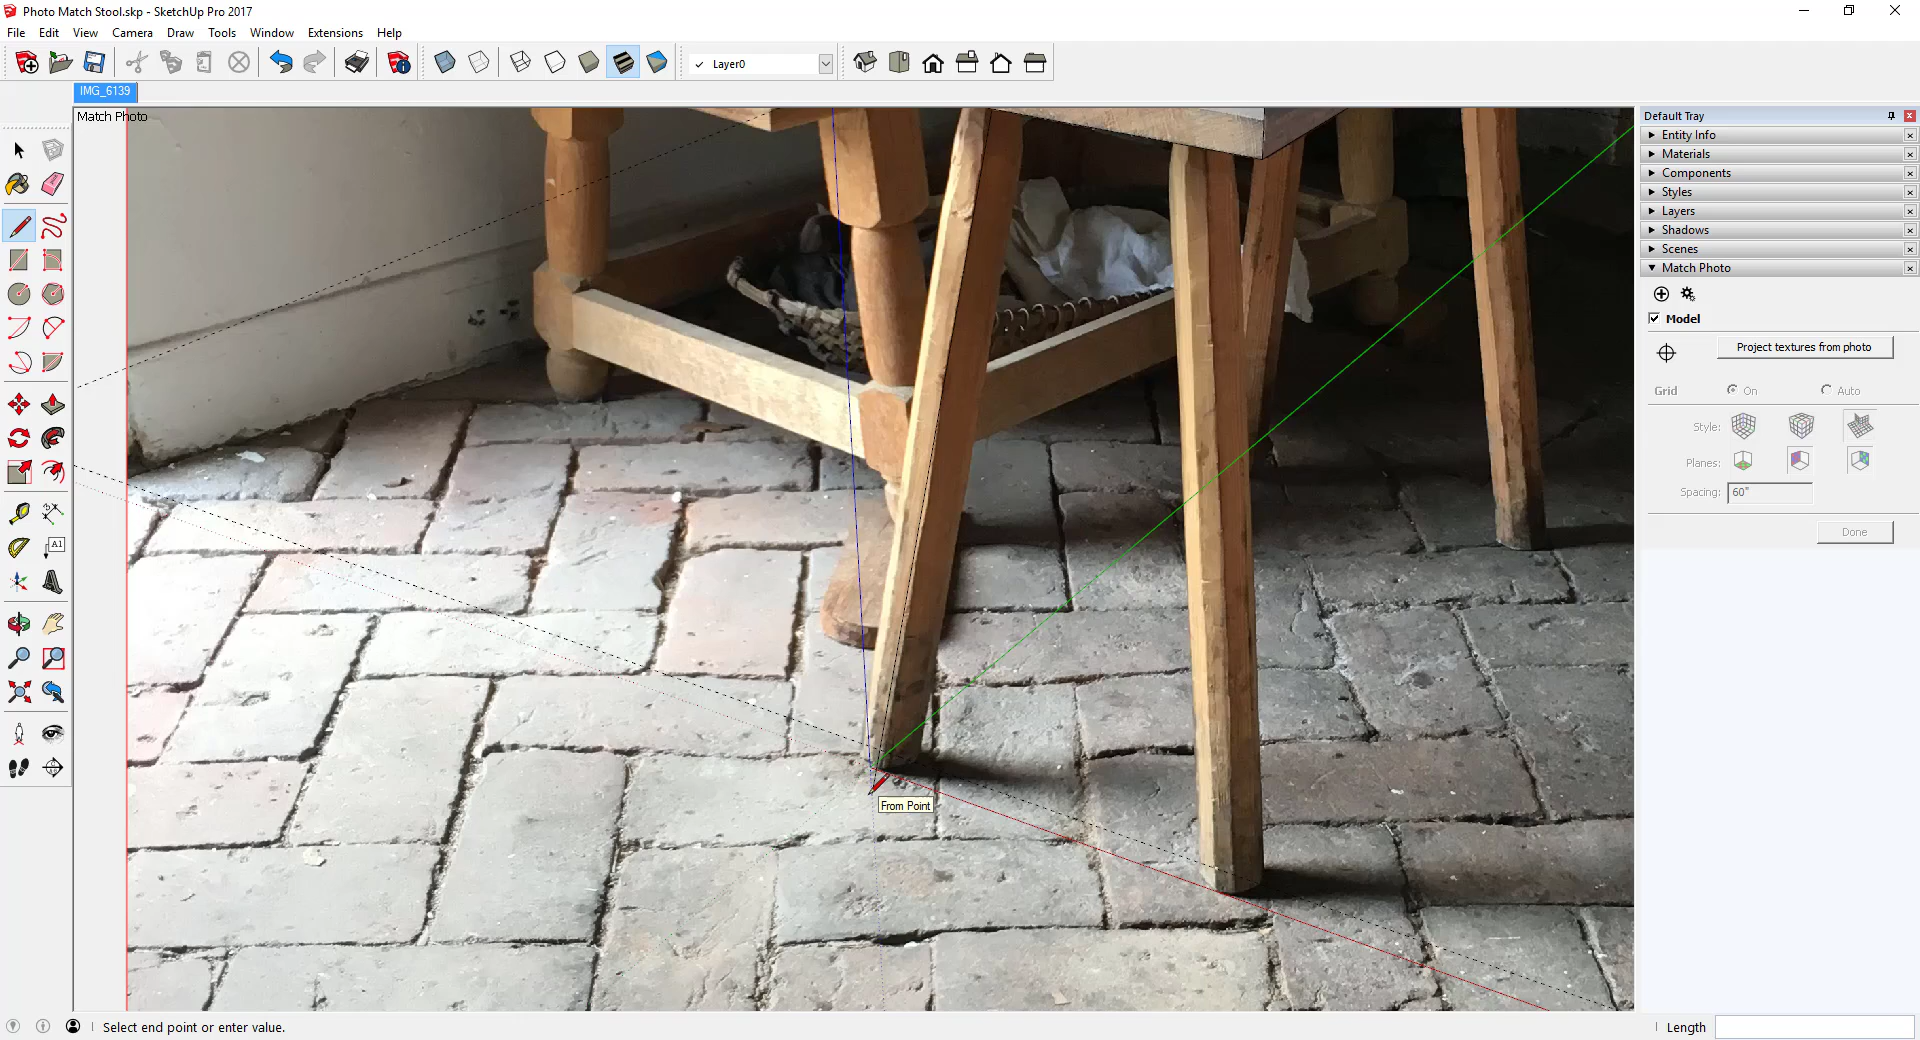 Photo Match Stool.skp - SketchUp Pro 2017
File Edit View Camera Draw Tools Window Extensions Help
Layer0
IMG_6139
Match Photo
Default Tray
Entity Info
Materials
Components
Styles
Layers
Shadows
Scenes
Match Photo
Model
Project textures from photo
Grid On Auto
Style:
Planes:
Spacing: 60"
Done
A1
From Point
Select end point or enter value.
Length